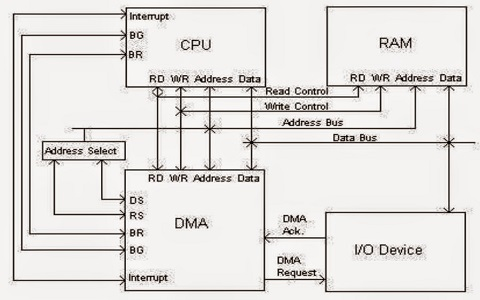 Interrupt
BG
BR
CPU
RD WR Address Data
RAM
RD WR Address Data
Read Control
Write Control
Address Bus
Data Bus
Address Select
RD WR Address Data
DS
RS
BR
BG
Interrupt
DMA
DMA
Ack.
DMA
Request
I/O Device